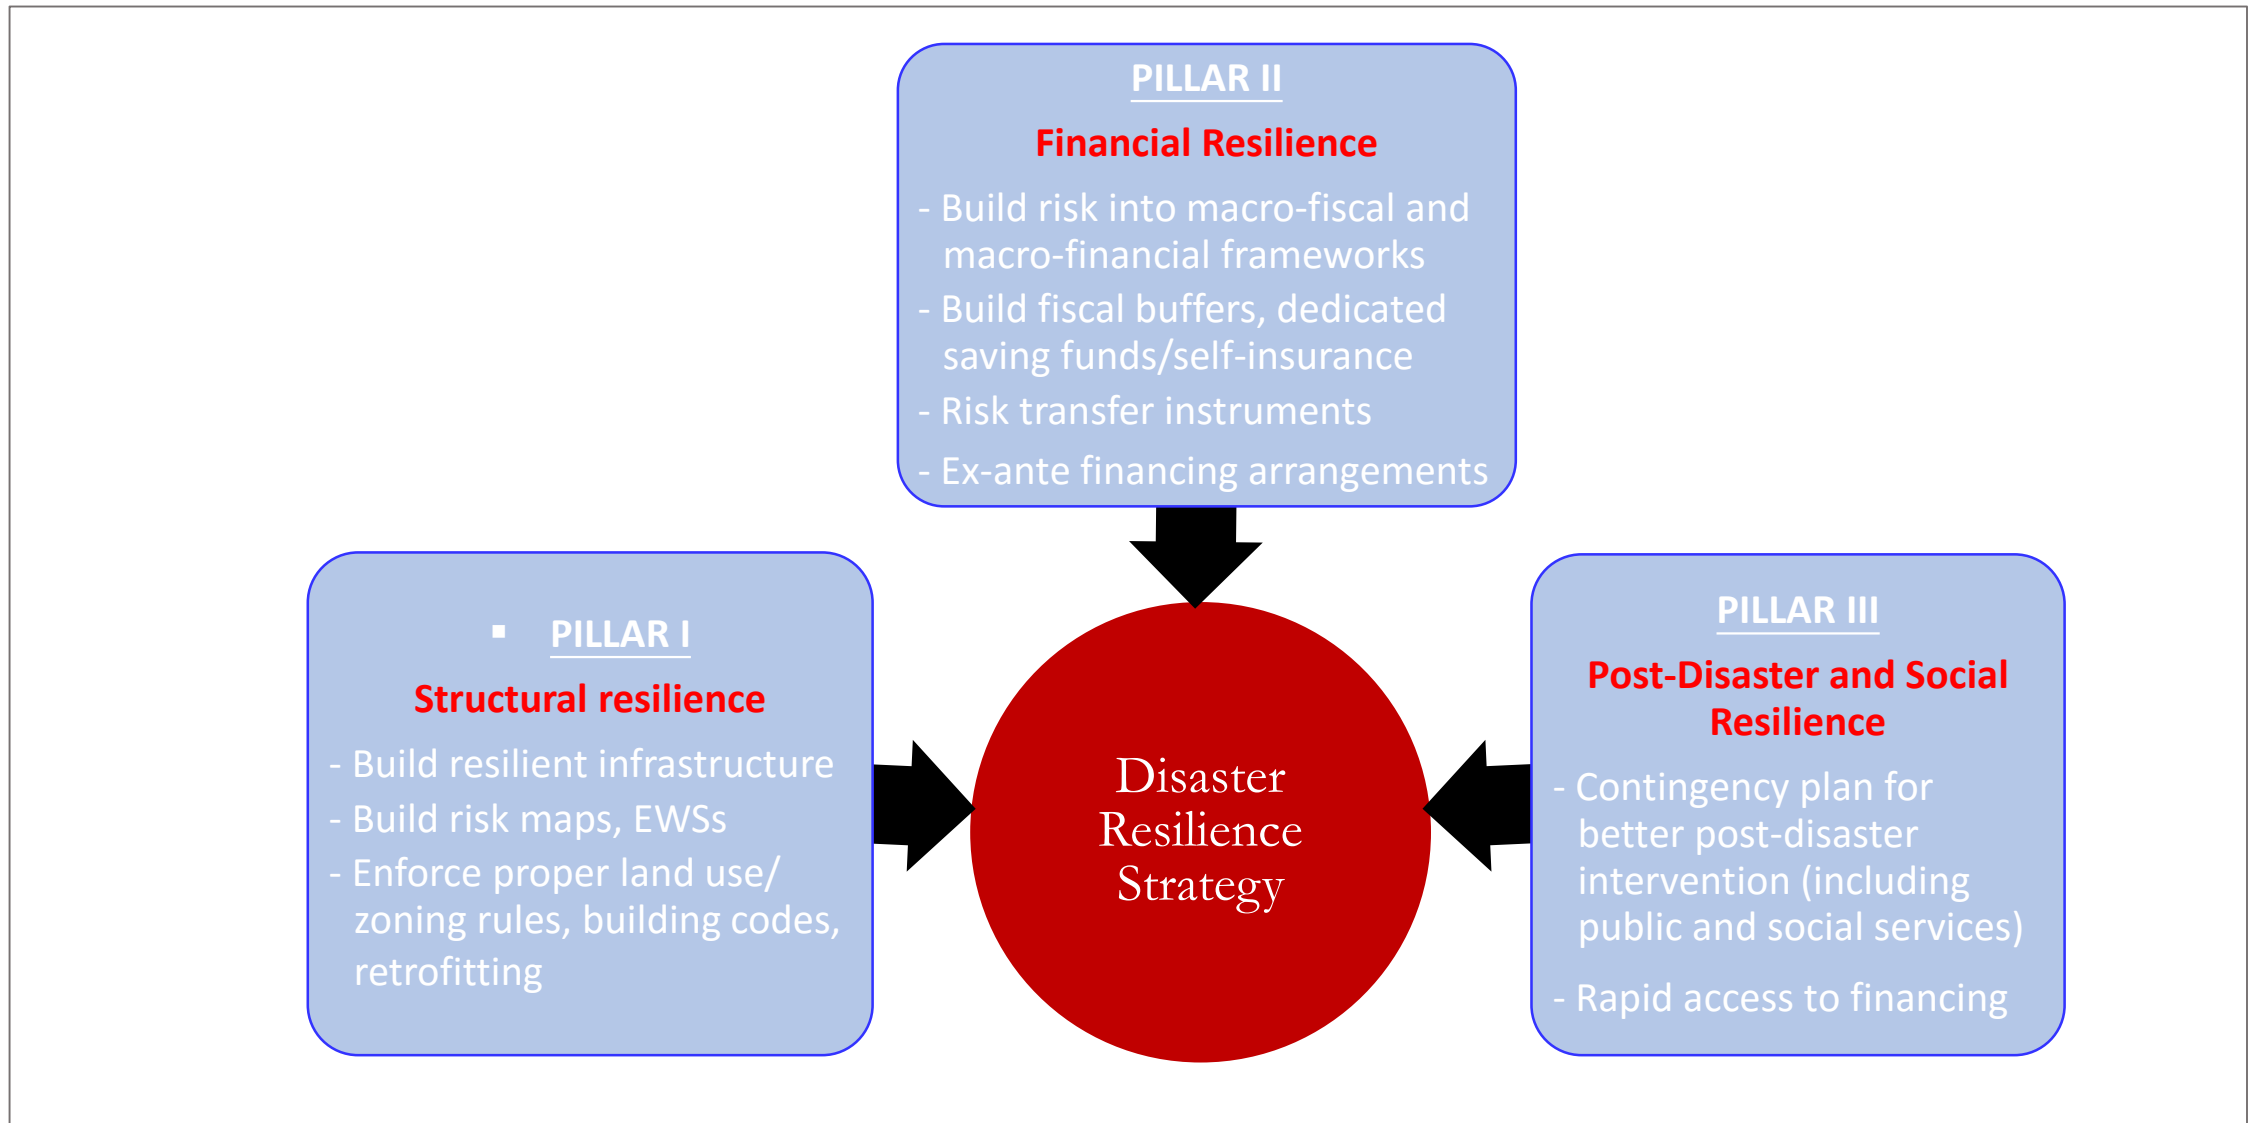 PILLAR II
Financial Resilience
- Build risk into macro-fiscal and
macro-financial frameworks
- Build fiscal buffers, dedicated
saving funds/self-insurance
- Risk transfer instruments
- Ex-ante financing arrangements
▪ PILLAR I
Structural resilience
- Build resilient infrastructure
- Build risk maps, EWSs
- Enforce proper land use/
zoning rules, building codes,
retrofitting
Disaster
Resilience
Strategy
PILLAR III
Post-Disaster and Social
Resilience
- Contingency plan for
better post-disaster
intervention (including
public and social services)
- Rapid access to financing